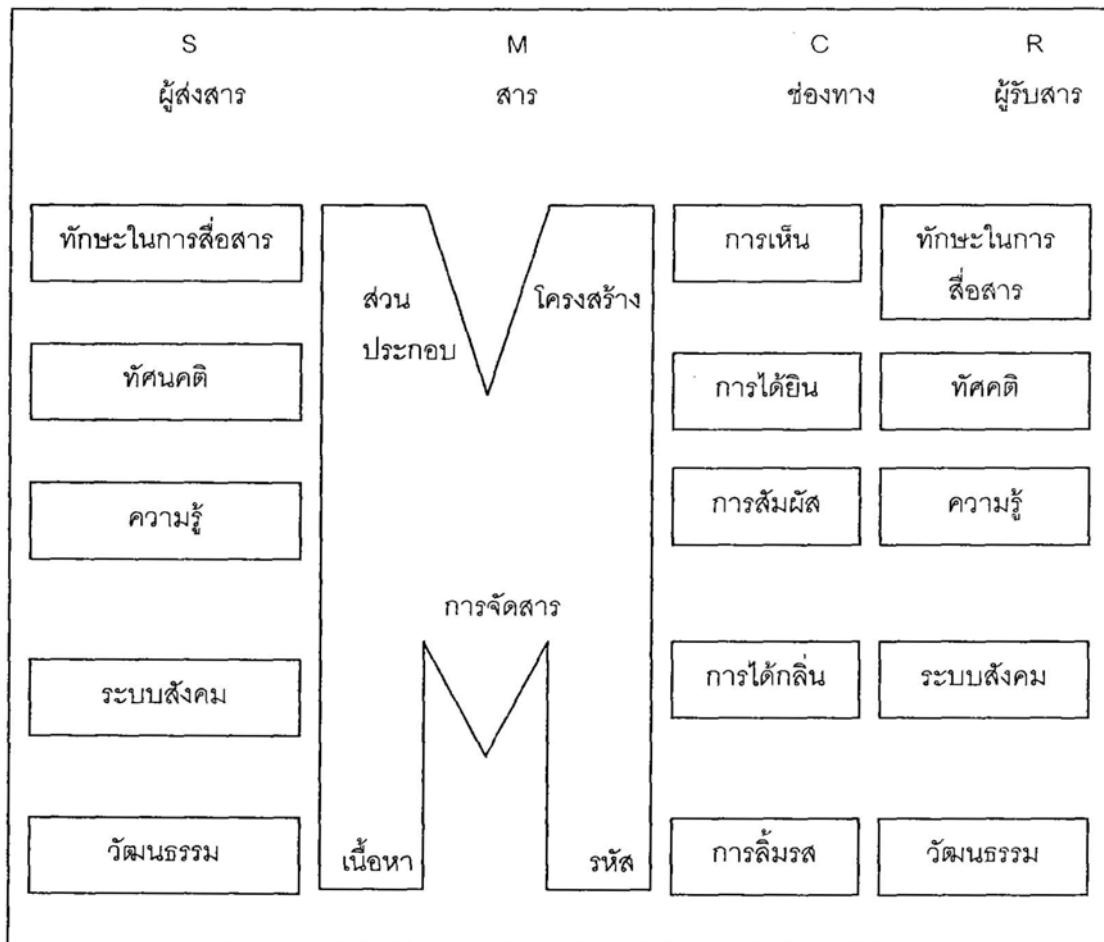 S M C R
ผู้ส่งสาร สาร ช่องทาง ผู้รับสาร
ทักษะในการสื่อสาร
ทัศนคติ
ความรู้
ระบบสังคม
วัฒนธรรม
ส่วน
ประกอบ
โครงสร้าง
การจัดสาร
เนื้อหา
รหัส
การเห็น
การได้ยิน
การสัมผัส
การได้กลิ่น
การลิ้มรส
ทักษะในการ
สื่อสาร
ทัศคติ
ความรู้
ระบบสังคม
วัฒนธรรม